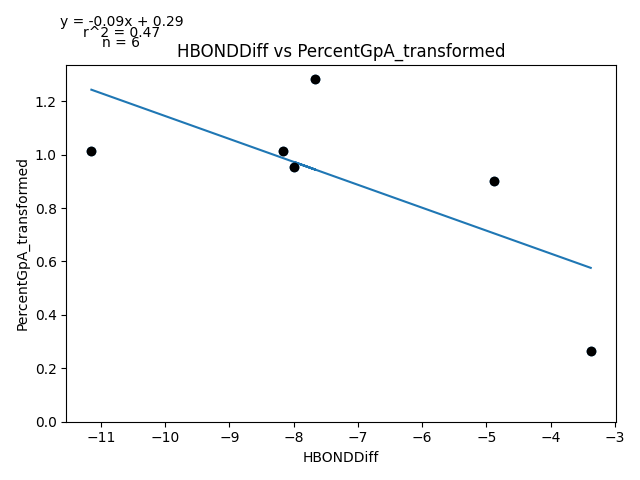 y = -0.09x + 0.29
r^2 = 0.47
n = 6
HBONDDiff vs PercentGpA_transformed
PercentGpA_transformed
1.2
1.0
0.8
0.6
0.4
0.2
0.0
−11 −10 −9 −8 −7 −6 −5 −4 −3
HBONDDiff